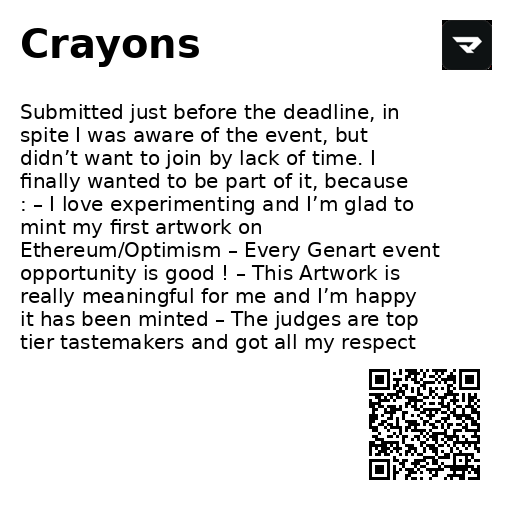 Crayons
Submitted just before the deadline, in
spite I was aware of the event, but
didn’t want to join by lack of time. I
finally wanted to be part of it, because
: – I love experimenting and I’m glad to
mint my first artwork on
Ethereum/Optimism – Every Genart event
opportunity is good ! – This Artwork is
really meaningful for me and I’m happy
it has been minted – The judges are top
tier tastemakers and got all my respect